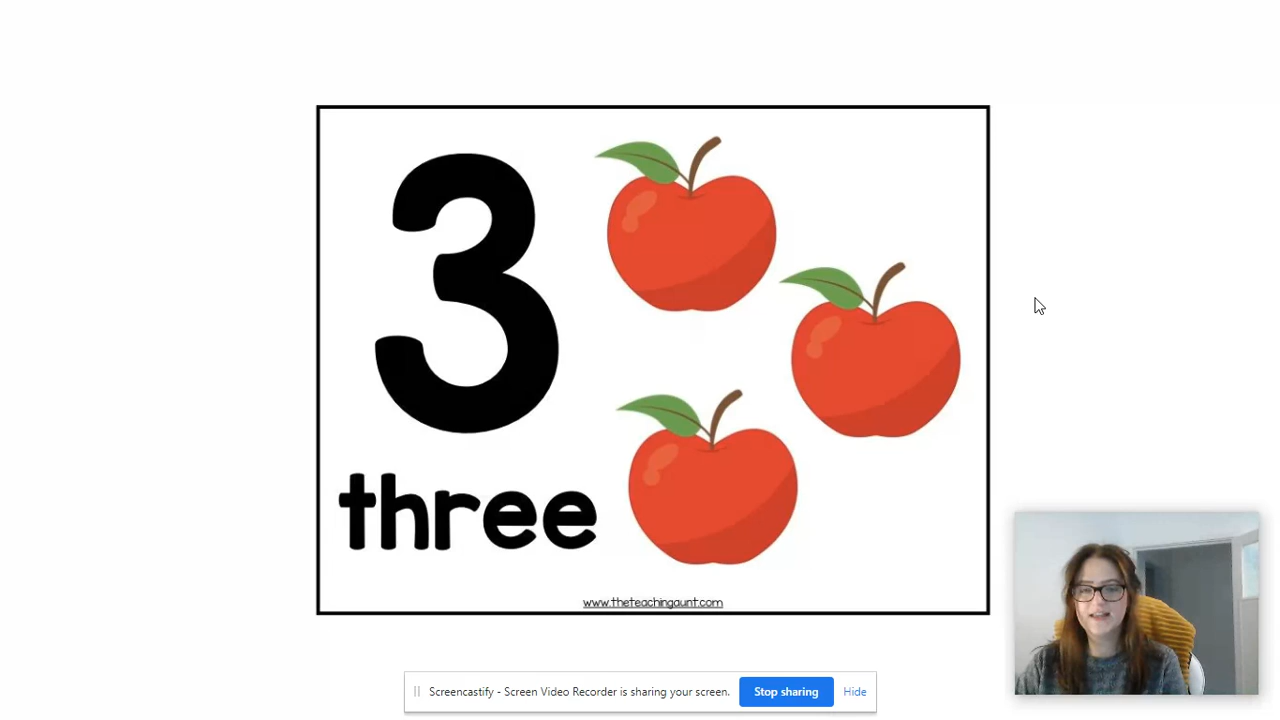 3
three
www.theteachingaunt.com
Screencastify - Screen Video Recorder is sharing your screen. Stop sharing Hide